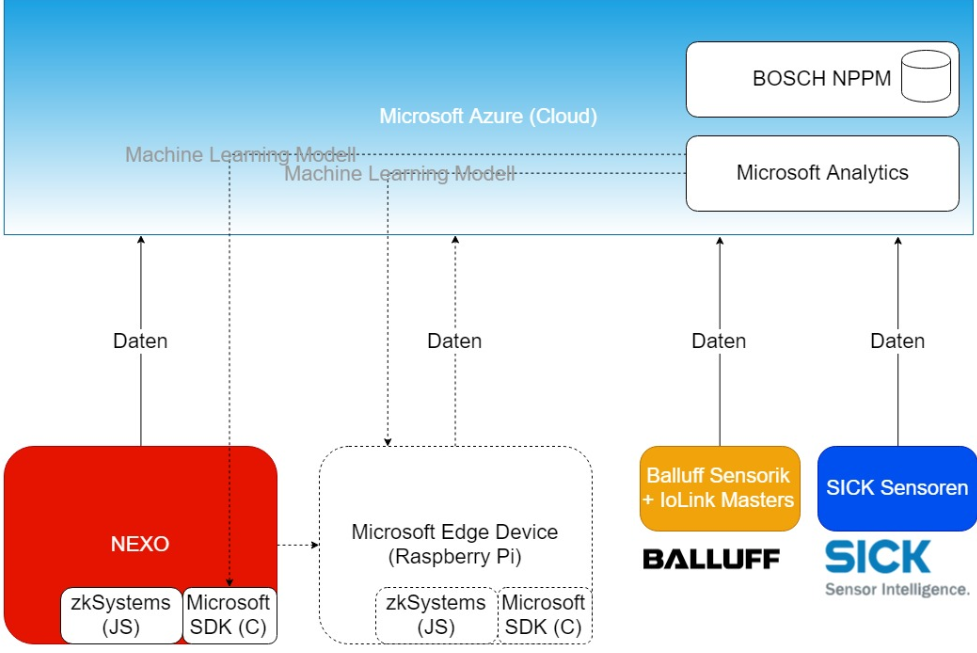 BOSCH NPPM
Microsoft Azure (Cloud)
Machine Learning Modell
Machine Learning Modell
Microsoft Analytics
Daten
Daten
Daten
Daten
NEXO
zkSystems
(JS)
Microsoft
SDK (C)
Microsoft Edge Device
(Raspberry Pi)
zkSystems
(JS)
Microsoft
SDK (C)
Balluff Sensorik
+ IoLink Masters
BALLUFF
SICK Sensoren
SICK
Sensor Intelligence.